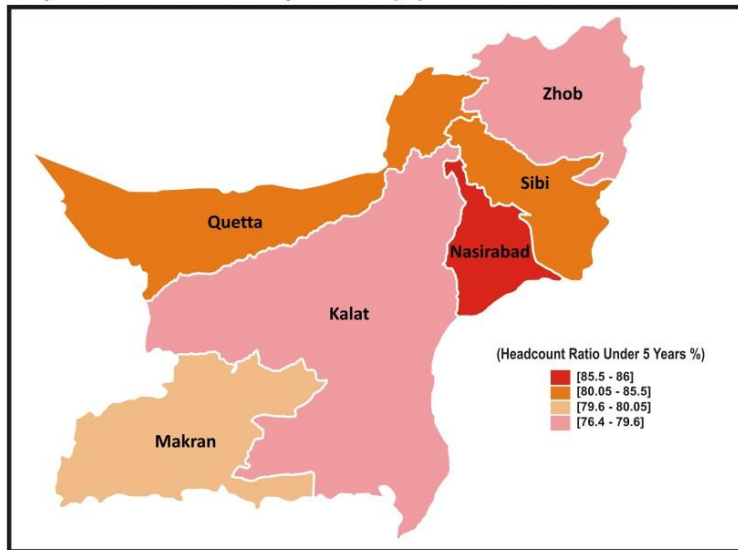 Zhob
Sibi
Quetta
Nasirabad
Kalat
(Headcount Ratio Under 5 Years %)
[85.5 - 86]
[80.05 - 85.5]
[79.6 - 80.05]
[76.4 - 79.6]
Makran